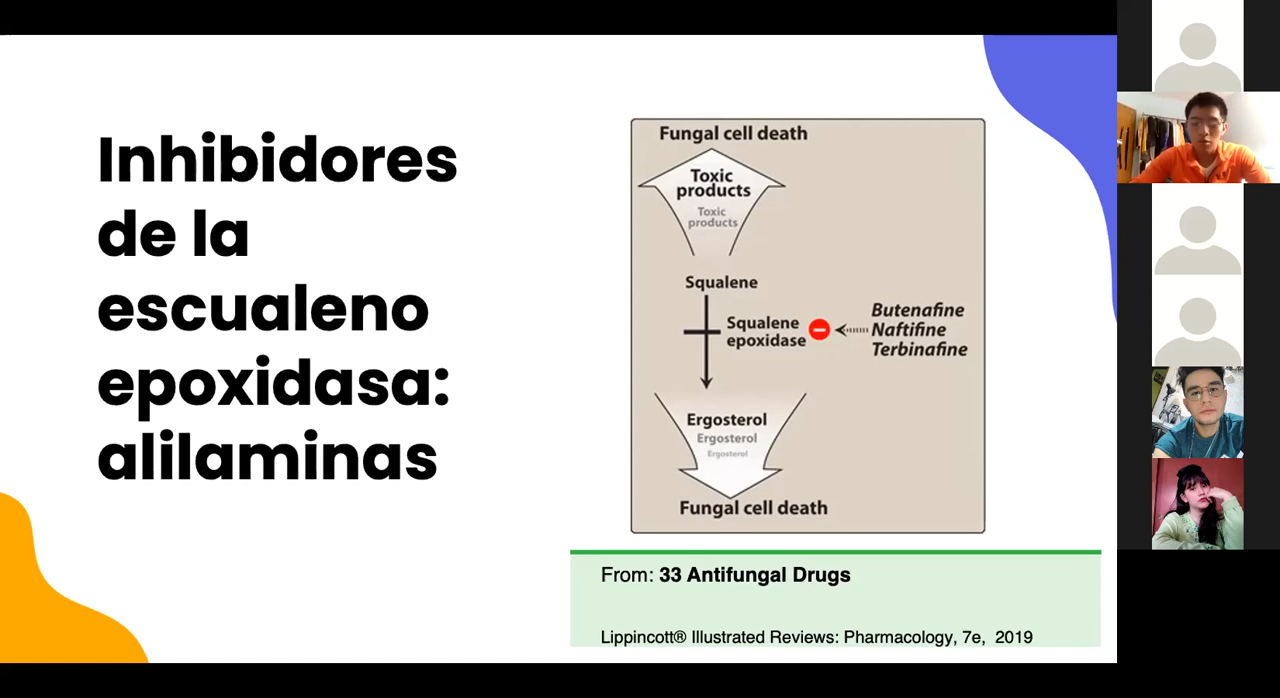 Inhibidores
de la
escualeno
epoxidasa:
alilaminas
Fungal cell death
Toxic
products
Toxic
products
Squalene
Squalene
epoxidase
Butenafine
Naftifine
Terbinafine
Ergosterol
Ergosterol
Ergosterol
Fungal cell death
From: 33 Antifungal Drugs
Lippincott® Illustrated Reviews: Pharmacology, 7e, 2019